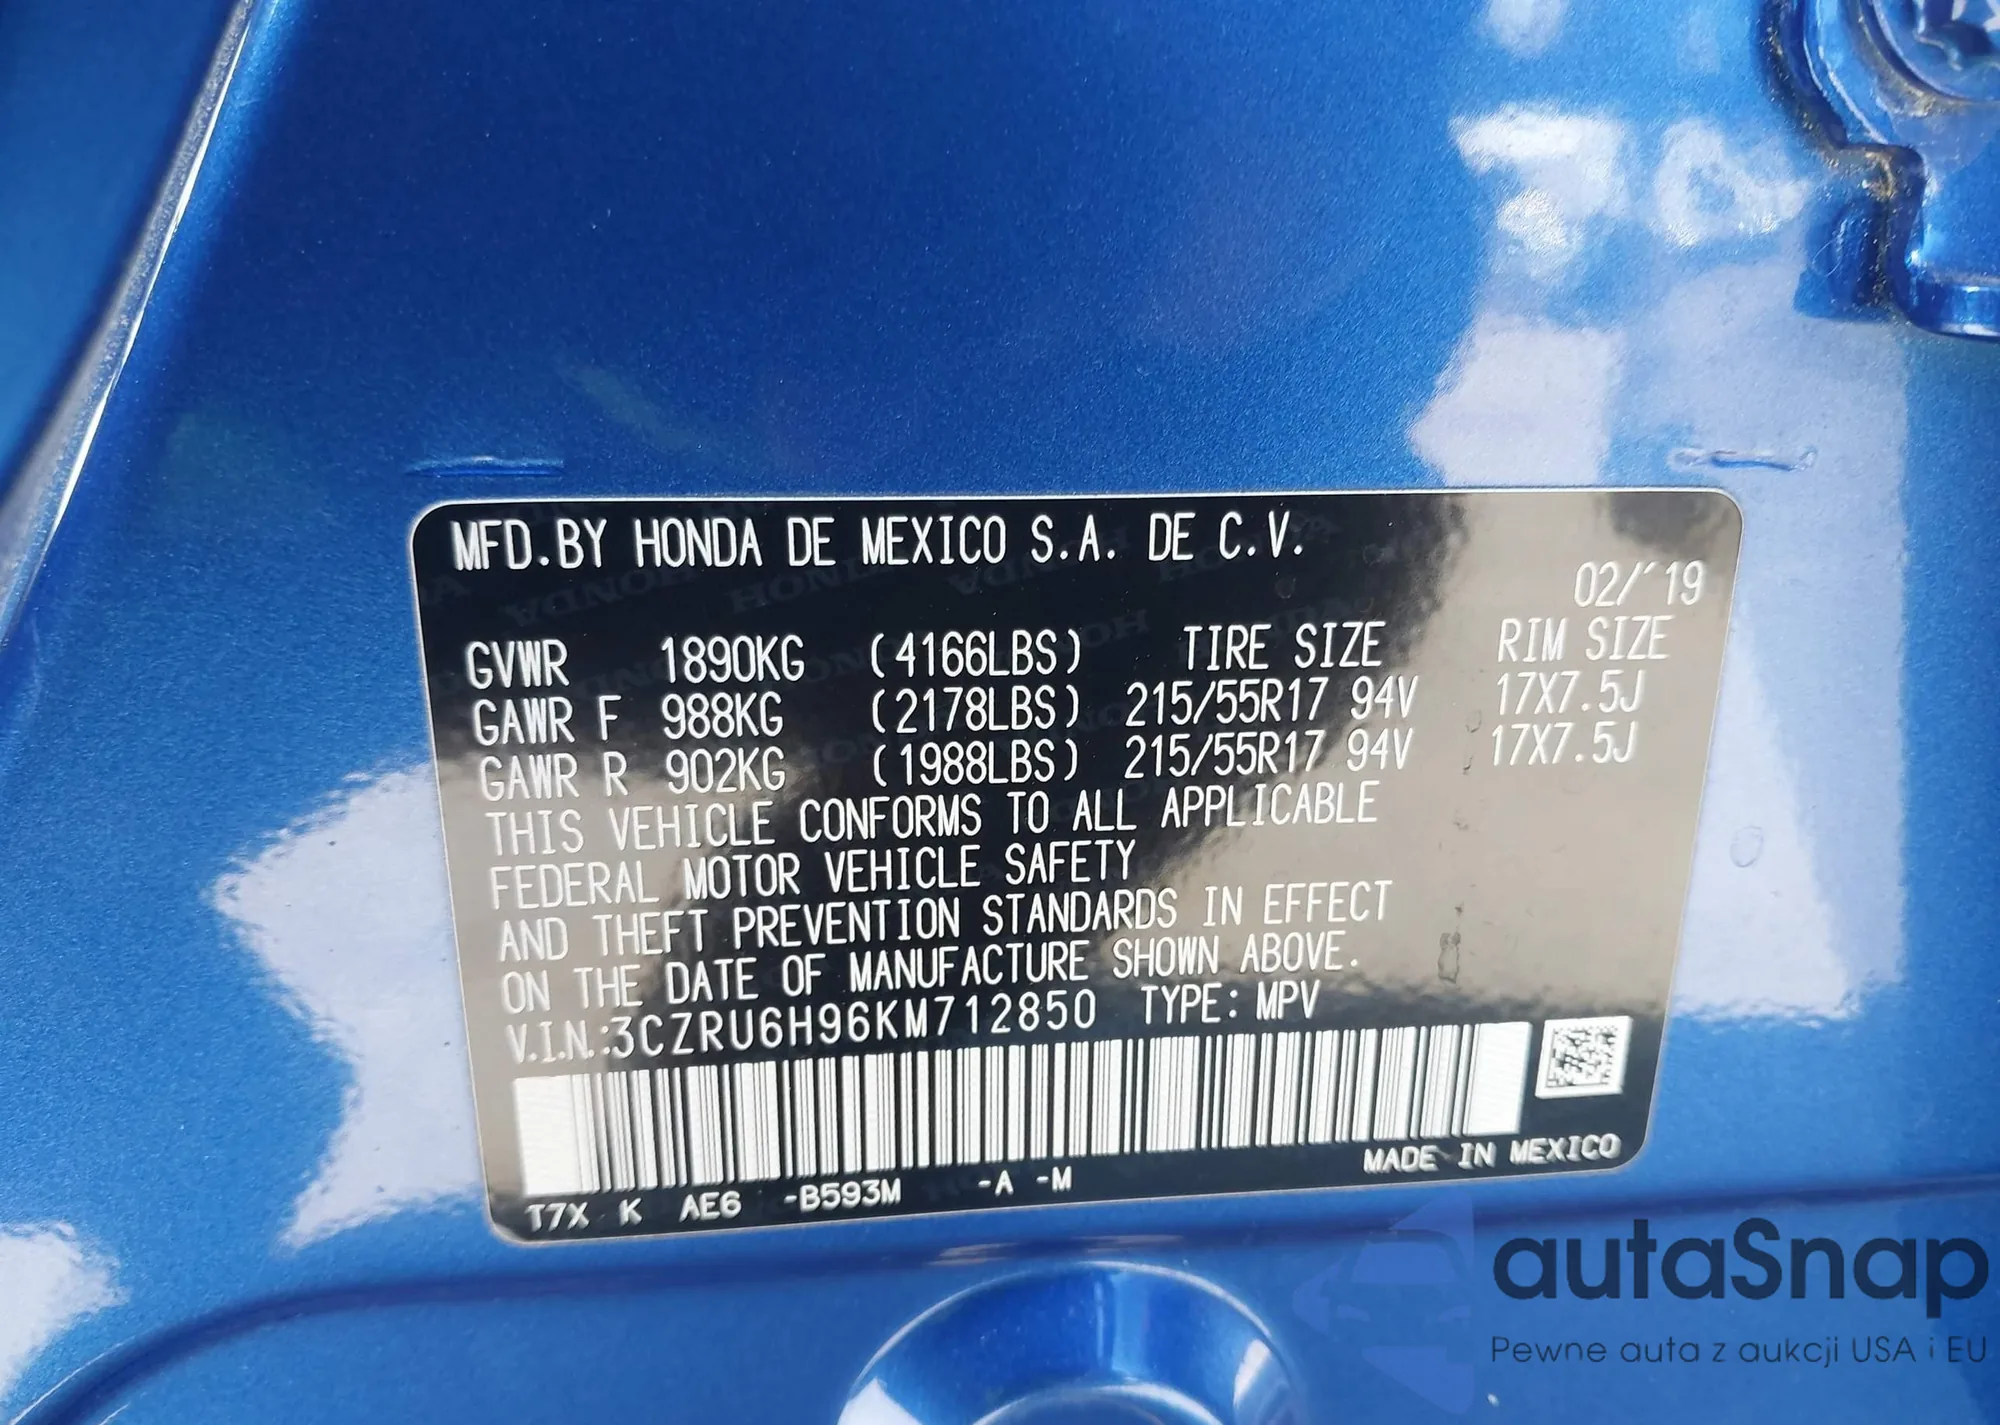 MFD.BY HONDA DE MEXICO S.A. DE C.V.
02/'19
GVWR 1890KG (4166LBS) TIRE SIZE RIM SIZE
GAWR F 988KG (2178LBS) 215/55R17 94V 17X7.5J
GAWR R 902KG (1988LBS) 215/55R17 94V 17X7.5J
THIS VEHICLE CONFORMS TO ALL APPLICABLE
FEDERAL MOTOR VEHICLE SAFETY
AND THEFT PREVENTION STANDARDS IN EFFECT
ON THE DATE OF MANUFACTURE SHOWN ABOVE.
V.I.N.:3CZRU6H96KM712850 TYPE: MPV
MADE IN MEXICO
T7X K AE6 -B593M -A -M
autaSnap
Pewne auta z aukcji USA i EU